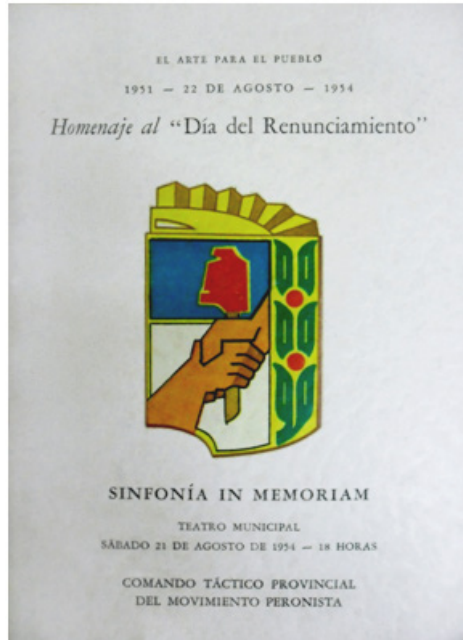 EL ARTE PARA EL PUEBLO
1951 — 22 DE AGOSTO — 1954
Homenaje al “Día del Renunciamiento”
SINFONÍA IN MEMORIAM
TEATRO MUNICIPAL
SÁBADO 21 DE AGOSTO DE 1954 — 18 HORAS
COMANDO TÁCTICO PROVINCIAL
DEL MOVIMIENTO PERONISTA